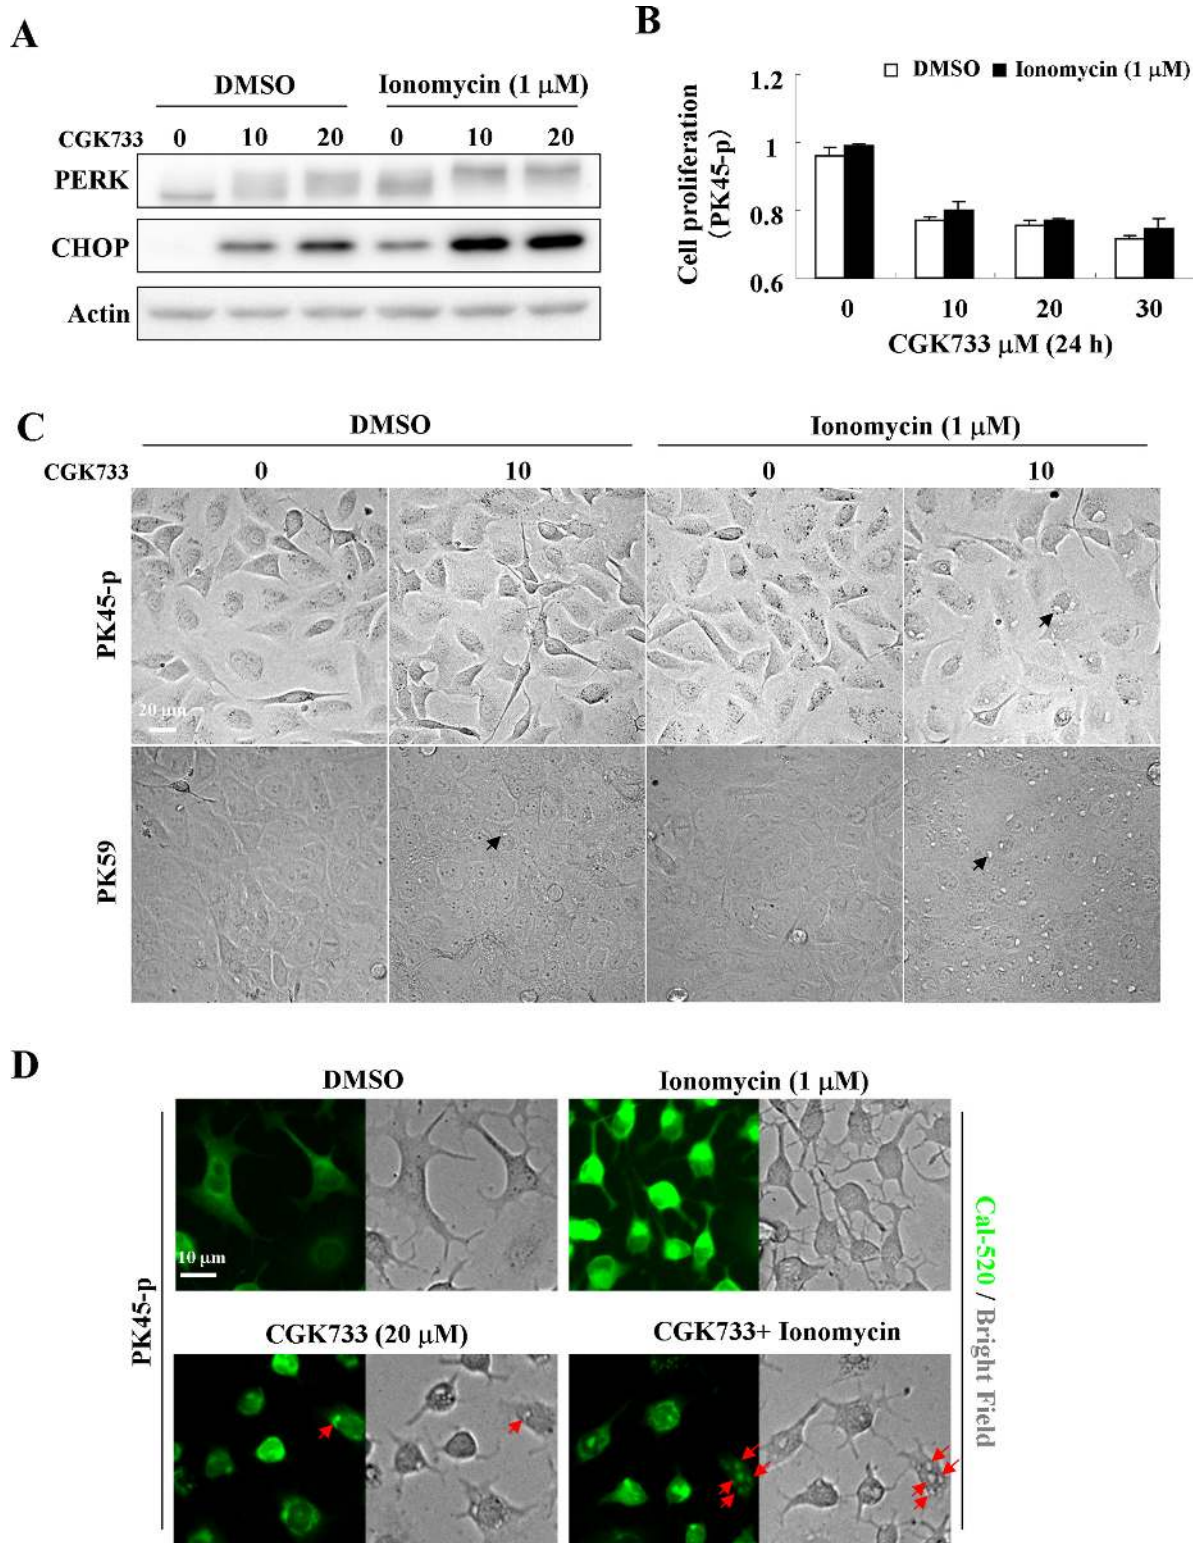 A
DMSO Ionomycin (1 μM)
CGK733 0 10 20 0 10 20
PERK
CHOP
Actin
B
DMSO Ionomycin (1 μM)
Cell proliferation
(PK45-p)
1.2
1
0.8
0.6
0 10 20 30
CGK733 μM (24 h)
C
DMSO Ionomycin (1 μM)
CGK733 0 10 0 10
PK45-p
20 μm
PK59
D
DMSO Ionomycin (1 μM)
10 μm
PK45-p
CGK733 (20 μM) CGK733+ Ionomycin
Cal-520 / Bright Field